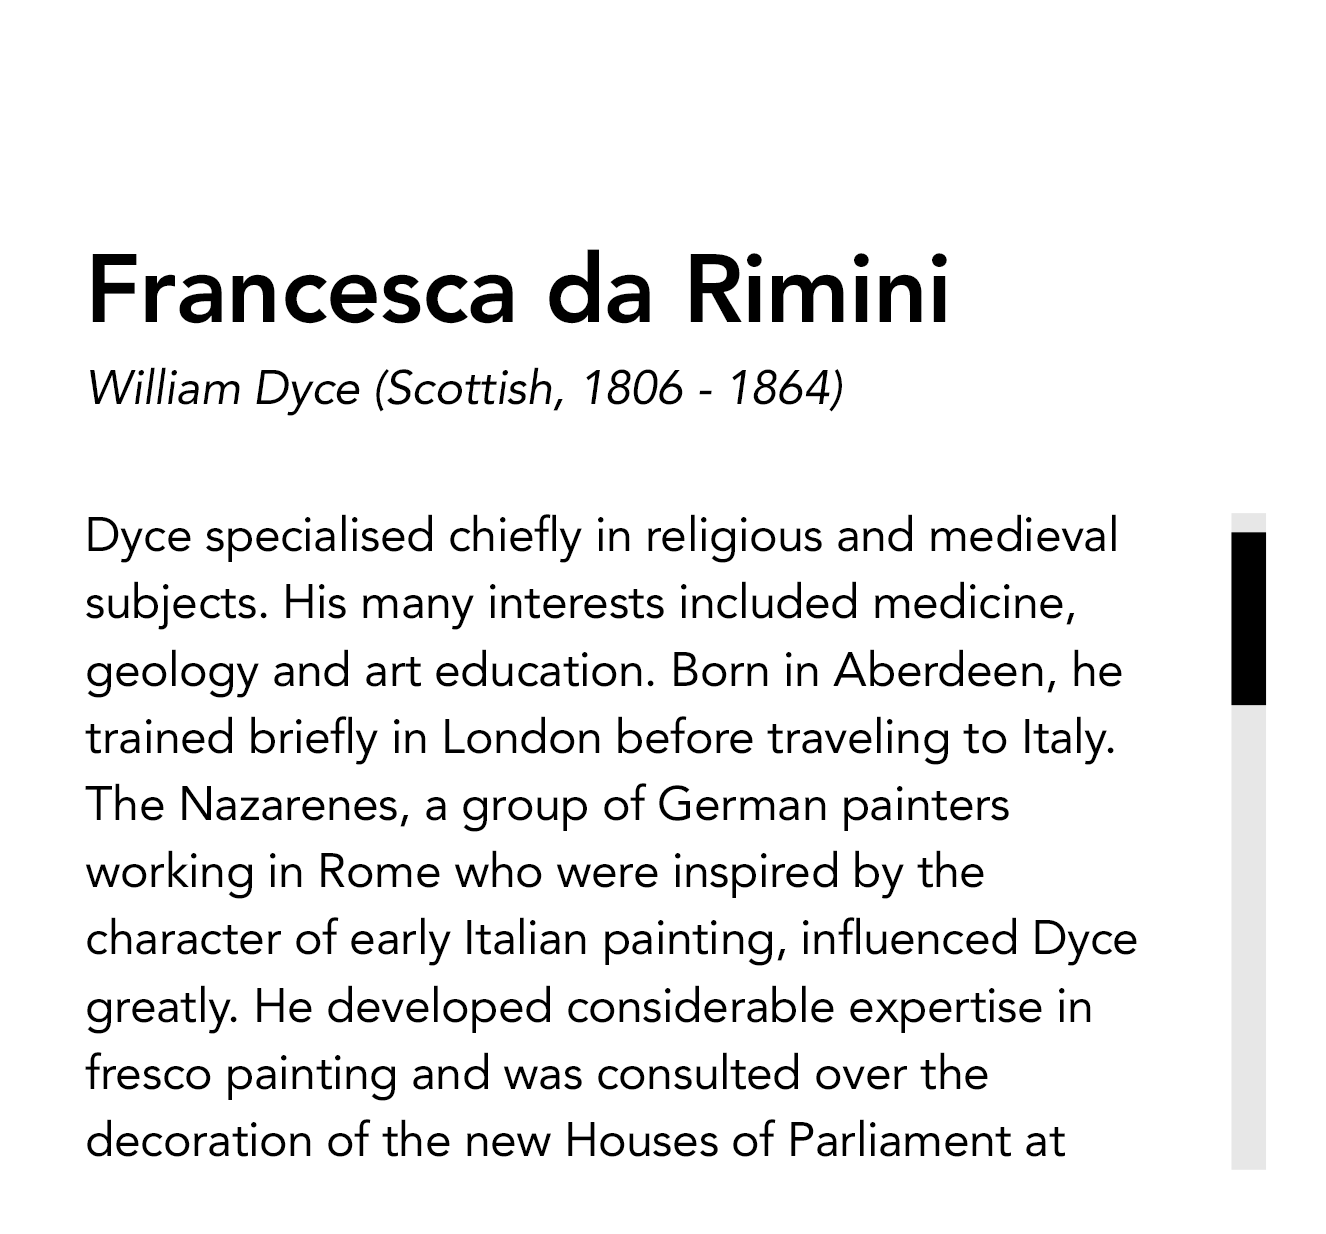 Francesca da Rimini
William Dyce (Scottish, 1806 - 1864)
Dyce specialised chiefly in religious and medieval
subjects. His many interests included medicine,
geology and art education. Born in Aberdeen, he
trained briefly in London before traveling to Italy.
The Nazarenes, a group of German painters
working in Rome who were inspired by the
character of early Italian painting, influenced Dyce
greatly. He developed considerable expertise in
fresco painting and was consulted over the
decoration of the new Houses of Parliament at